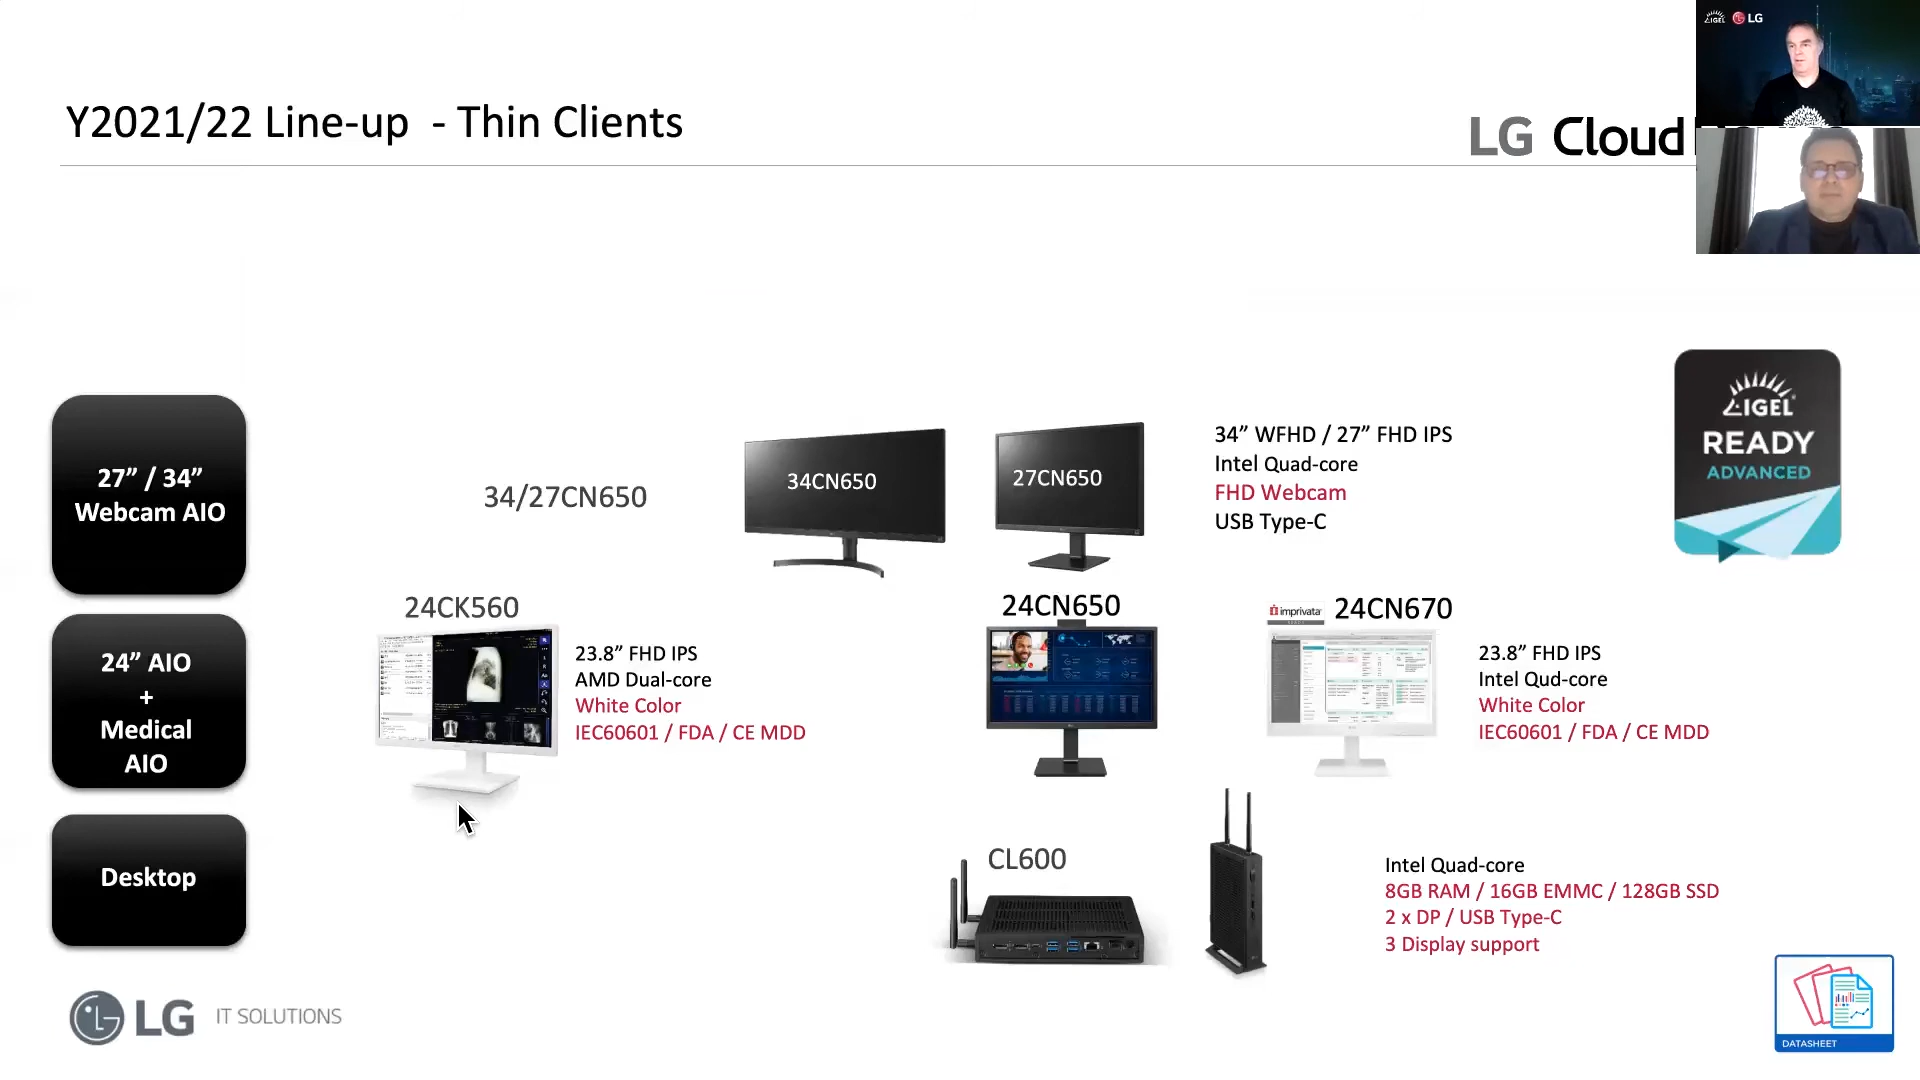 IGEL LG
Y2021/22 Line-up - Thin Clients
LG Cloud
27” / 34”
Webcam AIO
34/27CN650
34CN650
27CN650
34” WFHD / 27” FHD IPS
Intel Quad-core
FHD Webcam
USB Type-C
IGEL
READY
ADVANCED
24” AIO
+
Medical
AIO
24CK560
23.8” FHD IPS
AMD Dual-core
White Color
IEC60601 / FDA / CE MDD
24CN650
imprivata
24CN670
23.8” FHD IPS
Intel Qud-core
White Color
IEC60601 / FDA / CE MDD
Desktop
CL600
Intel Quad-core
8GB RAM / 16GB EMMC / 128GB SSD
2 x DP / USB Type-C
3 Display support
LG IT SOLUTIONS
DATASHEET